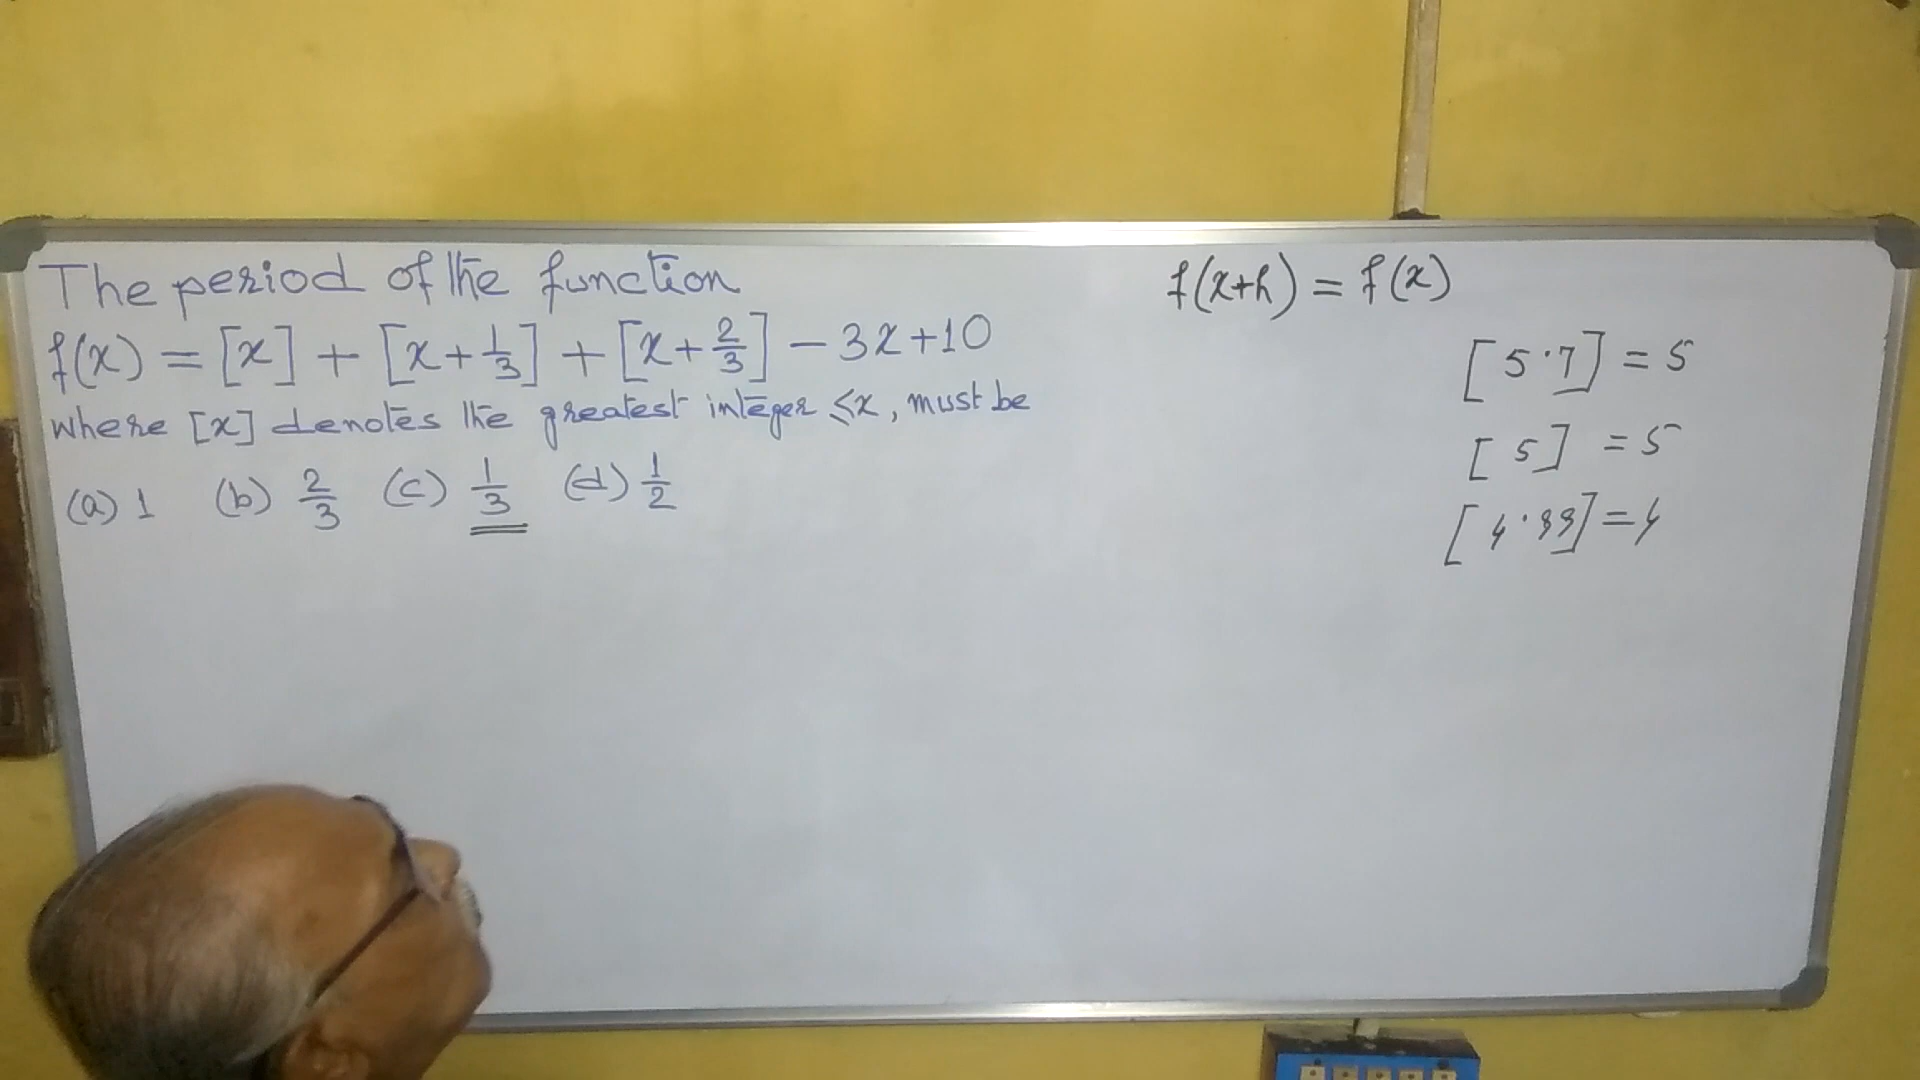 The period of the function
f(x) = [x] + [x + 1/3] + [x + 2/3] - 3x + 10
where [x] denotes the greatest integer ≤ x, must be
(a) 1 (b) 2/3 (c) 1/3 (d) 1/2
f(x+h) = f(x)
[5.7] = 5
[5] = 5
[4.99] = 4